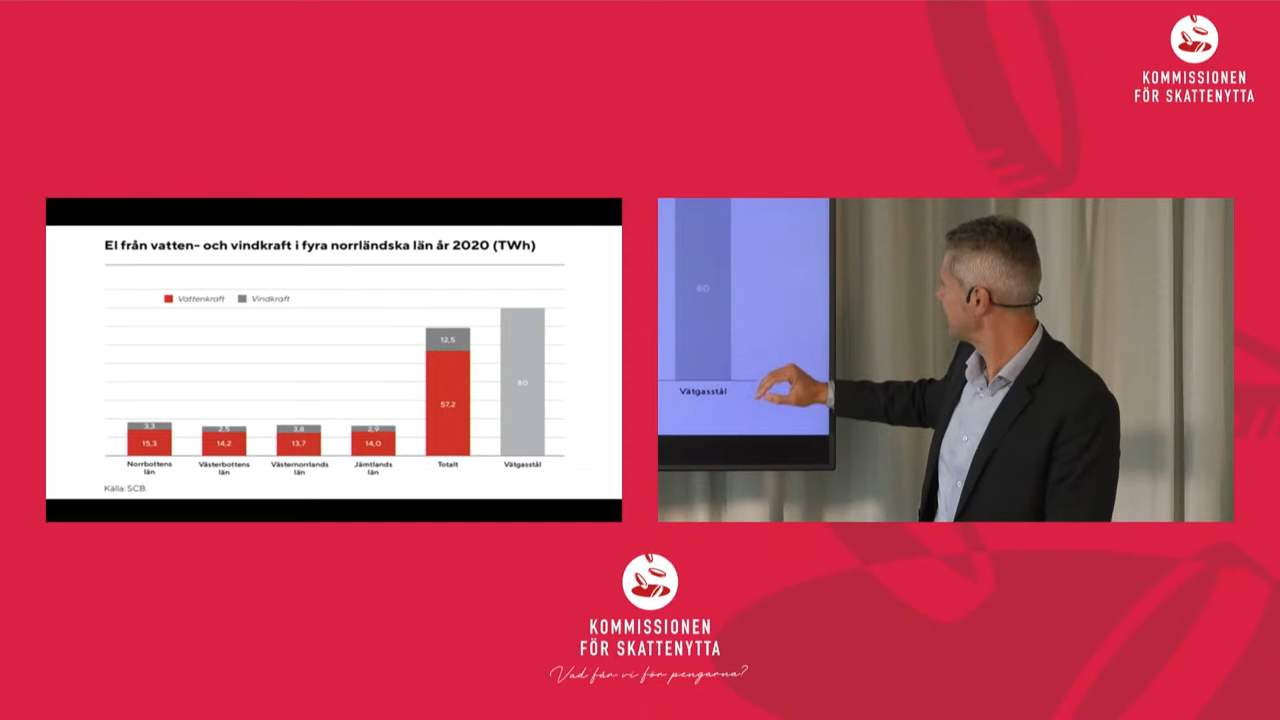 KOMMISSIONEN
FÖR SKATTENYTTA
El från vatten- och vindkraft i fyra norrländska län år 2020 (TWh)
Vattenkraft Vindkraft
12,5
80
57,2
3,3 2,5 3,8 2,9
15,3 14,2 13,7 14,0
Norrbottens län
Västerbottens län
Västernorrlands län
Jämtlands län
Totalt
Vätgasstål
Källa: SCB.
80
Vätgasstål
KOMMISSIONEN
FÖR SKATTENYTTA
Vad får vi för pengarna?